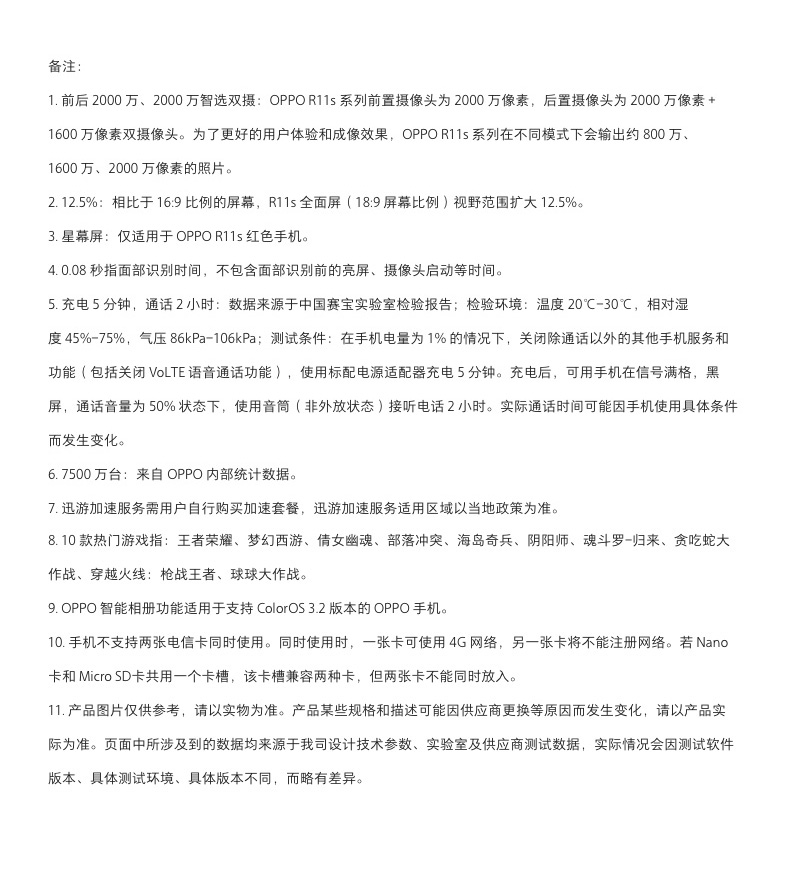 备注：
1. 前后 2000 万、2000 万智选双摄：OPPO R11s 系列前置摄像头为 2000 万像素，后置摄像头为 2000 万像素 +
1600 万像素双摄像头。为了更好的用户体验和成像效果，OPPO R11s 系列在不同模式下会输出约 800 万、
1600 万、2000 万像素的照片。
2. 12.5%：相比于 16:9 比例的屏幕，R11s 全面屏（18:9 屏幕比例）视野范围扩大 12.5%。
3. 星幕屏：仅适用于 OPPO R11s 红色手机。
4. 0.08 秒指面部识别时间，不包含面部识别前的亮屏、摄像头启动等时间。
5. 充电 5 分钟，通话 2 小时：数据来源于中国赛宝实验室检验报告；检验环境：温度 20℃–30℃，相对湿
度 45%–75%，气压 86kPa–106kPa；测试条件：在手机电量为 1% 的情况下，关闭除通话以外的其他手机服务和
功能（包括关闭 VoLTE 语音通话功能），使用标配电源适配器充电 5 分钟。充电后，可用手机在信号满格，黑
屏，通话音量为 50% 状态下，使用音筒（非外放状态）接听电话 2 小时。实际通话时间可能因手机使用具体条件
而发生变化。
6. 7500 万台：来自 OPPO 内部统计数据。
7. 迅游加速服务需用户自行购买加速套餐，迅游加速服务适用区域以当地政策为准。
8. 10 款热门游戏指：王者荣耀、梦幻西游、倩女幽魂、部落冲突、海岛奇兵、阴阳师、魂斗罗–归来、贪吃蛇大
作战、穿越火线：枪战王者、球球大作战。
9. OPPO 智能相册功能适用于支持 ColorOS 3.2 版本的 OPPO 手机。
10. 手机不支持两张电信卡同时使用。同时使用时，一张卡可使用 4G 网络，另一张卡将不能注册网络。若 Nano
卡和 Micro SD卡共用一个卡槽，该卡槽兼容两种卡，但两张卡不能同时放入。
11. 产品图片仅供参考，请以实物为准。产品某些规格和描述可能因供应商更换等原因而发生变化，请以产品实
际为准。页面中所涉及到的数据均来源于我司设计技术参数、实验室及供应商测试数据，实际情况会因测试软件
版本、具体测试环境、具体版本不同，而略有差异。